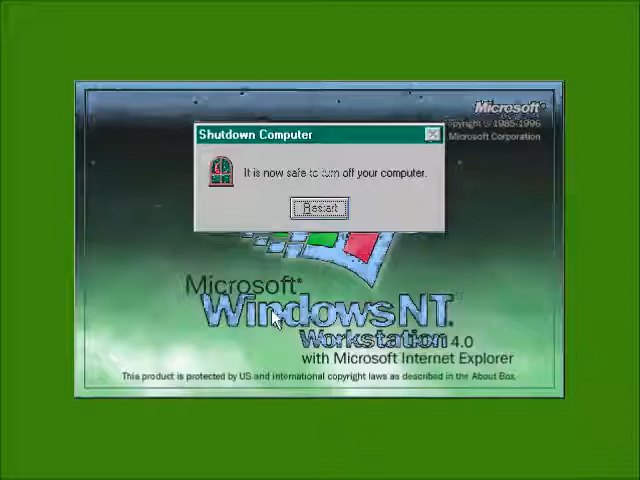 Microsoft®
Copyright © 1985-1996
Microsoft Corporation
Shutdown Computer
It is now safe to turn off your computer.
Restart
Microsoft®
Windows NT®
Workstation 4.0
with Microsoft Internet Explorer
This product is protected by US and international copyright laws as described in the About Box.